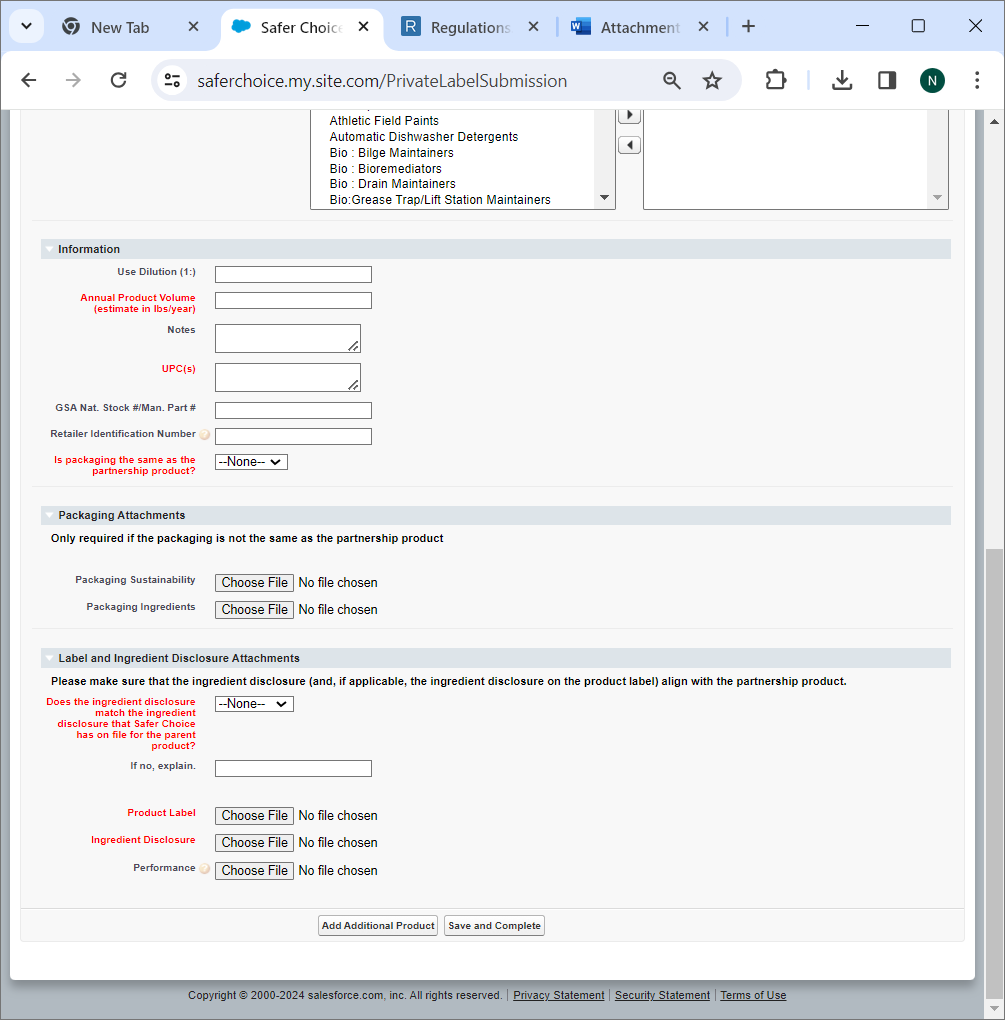 New Tab
Safer Choice
Regulations
Attachment
saferchoice.my.site.com/PrivateLabelSubmission
N
Athletic Field Paints
Automatic Dishwasher Detergents
Bio : Bilge Maintainers
Bio : Bioremediators
Bio : Drain Maintainers
Bio:Grease Trap/Lift Station Maintainers
Information
Use Dilution (1:)
Annual Product Volume
(estimate in lbs/year)
Notes
UPC(s)
GSA Nat. Stock #/Man. Part #
Retailer Identification Number
Is packaging the same as the
partnership product?
--None--
Packaging Attachments
Only required if the packaging is not the same as the partnership product
Packaging Sustainability
Choose File No file chosen
Packaging Ingredients
Choose File No file chosen
Label and Ingredient Disclosure Attachments
Please make sure that the ingredient disclosure (and, if applicable, the ingredient disclosure on the product label) align with the partnership product.
Does the ingredient disclosure
match the ingredient
disclosure that Safer Choice
has on file for the parent
product?
--None--
If no, explain.
Product Label
Choose File No file chosen
Ingredient Disclosure
Choose File No file chosen
Performance
Choose File No file chosen
Add Additional Product
Save and Complete
Copyright © 2000-2024 salesforce.com, inc. All rights reserved. | Privacy Statement | Security Statement | Terms of Use